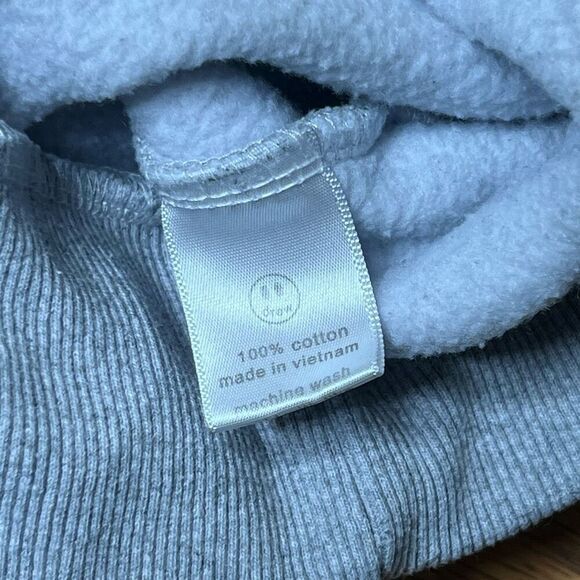 drew
100% cotton
made in vietnam
machine wash